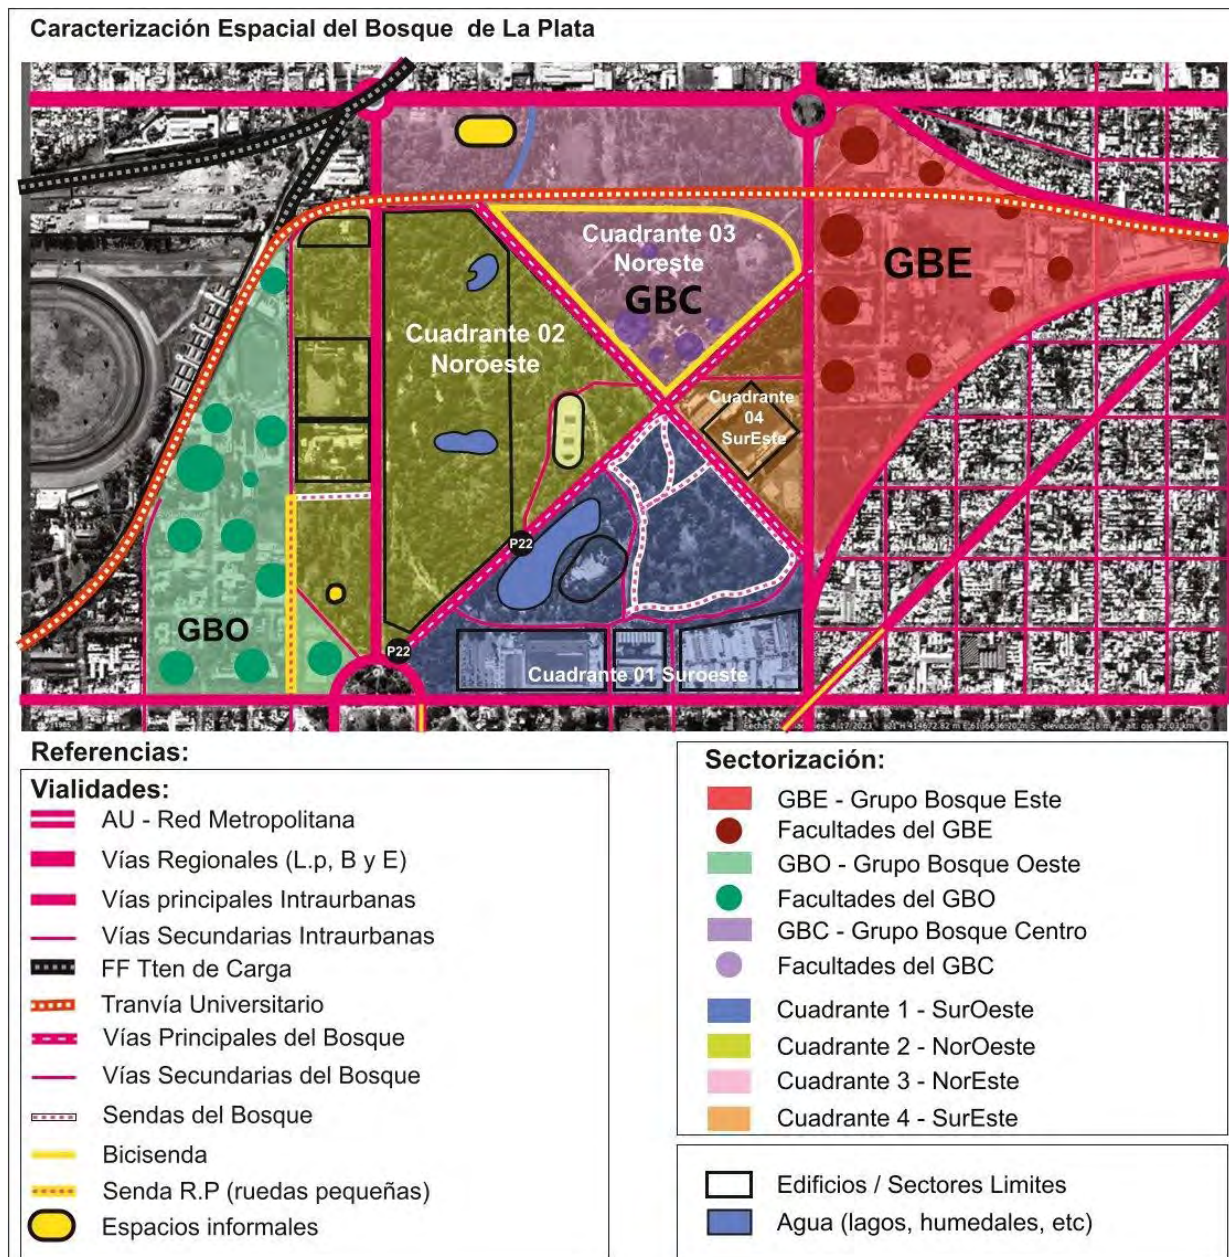 Caracterización Espacial del Bosque de La Plata
Cuadrante 03
Noreste
GBC
GBE
Cuadrante 02
Noroeste
Cuadrante
04
SurEste
P22
GBO
P22
Cuadrante 01 Suroeste
Referencias:
Vialidades:
AU - Red Metropolitana
Vías Regionales (L.p, B y E)
Vías principales Intraurbanas
Vías Secundarias Intraurbanas
FF Tten de Carga
Tranvía Universitario
Vías Principales del Bosque
Vías Secundarias del Bosque
Sendas del Bosque
Bicisenda
Senda R.P (ruedas pequeñas)
Espacios informales
Sectorización:
GBE - Grupo Bosque Este
Facultades del GBE
GBO - Grupo Bosque Oeste
Facultades del GBO
GBC - Grupo Bosque Centro
Facultades del GBC
Cuadrante 1 - SurOeste
Cuadrante 2 - NorOeste
Cuadrante 3 - NorEste
Cuadrante 4 - SurEste
Edificios / Sectores Limites
Agua (lagos, humedales, etc)